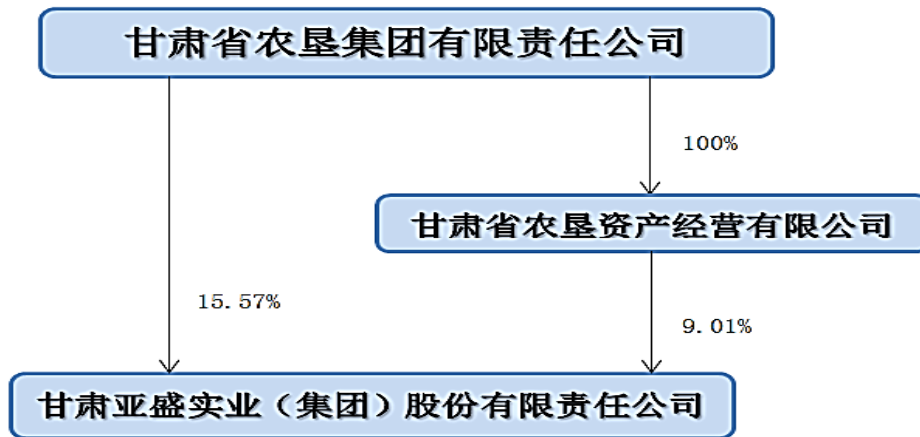 甘肃省农垦集团有限责任公司
100%
甘肃省农垦资产经营有限公司
15.57%
9.01%
甘肃亚盛实业（集团）股份有限责任公司